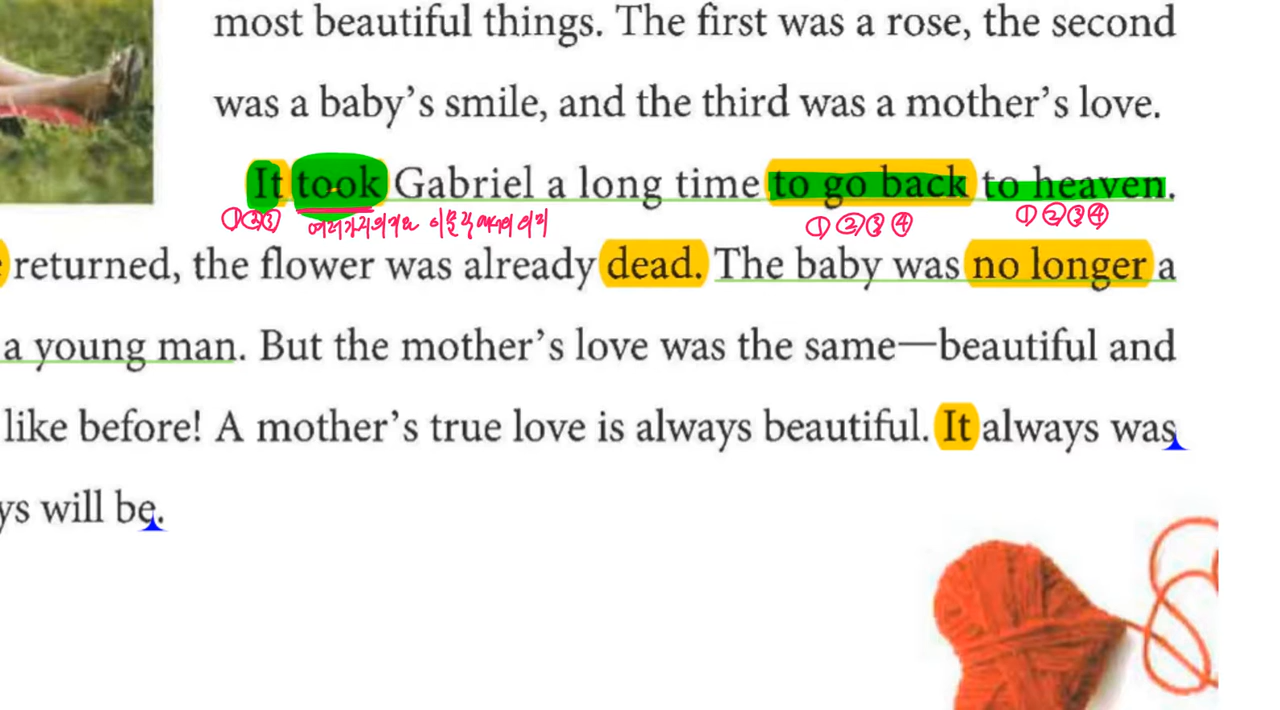 most beautiful things. The first was a rose, the second
was a baby's smile, and the third was a mother's love.
It took Gabriel a long time to go back to heaven.
①②③ ①②③④ ①②③④
returned, the flower was already dead. The baby was no longer a
a young man. But the mother's love was the same—beautiful and
like before! A mother's true love is always beautiful. It always was
ys will be.